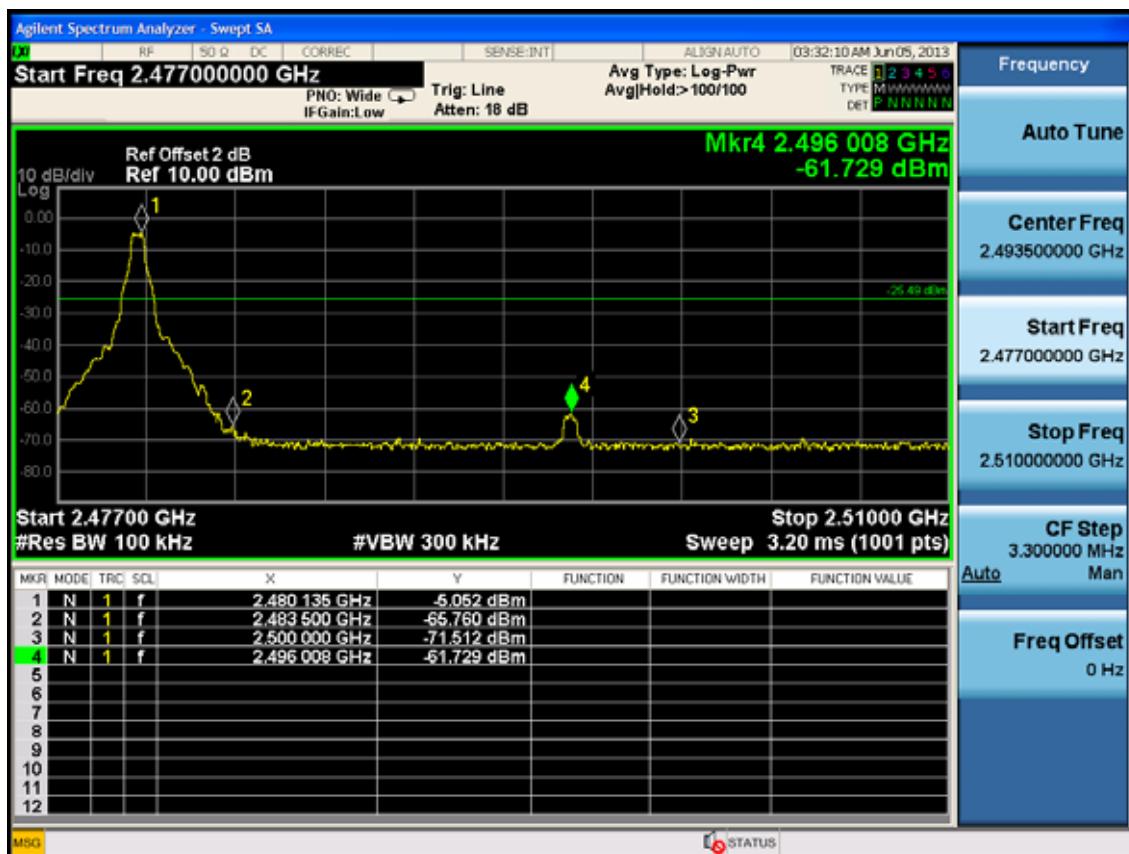 Agilent Spectrum Analyzer - Swept SA
RF 50 Ω DC CORREC SENSE:INT ALIGN AUTO 03:32:10 AM Jun 05, 2013
Start Freq 2.477000000 GHz
PNO: Wide
IFGain:Low
Trig: Line
Atten: 18 dB
Avg Type: Log-Pwr
Avg|Hold:> 100/100
TRACE 1 2 3 4 5 6
TYPE M
DET P N N N N N
Mkr4 2.496 008 GHz
-61.729 dBm
Ref Offset 2 dB
10 dB/div Ref 10.00 dBm
Log
0.00
-10.0
-20.0
-30.0
-40.0
-50.0
-60.0
-70.0
-80.0
1
2
4
3
-25.49 dBm
Start 2.47700 GHz Stop 2.51000 GHz
#Res BW 100 kHz #VBW 300 kHz Sweep 3.20 ms (1001 pts)
MKR MODE TRC SCL X Y FUNCTION FUNCTION WIDTH FUNCTION VALUE
1 N 1 f 2.480 135 GHz -5.052 dBm
2 N 1 f 2.483 500 GHz -65.760 dBm
3 N 1 f 2.500 000 GHz -71.512 dBm
4 N 1 f 2.496 008 GHz -61.729 dBm
5
6
7
8
9
10
11
12
MSG STATUS
Frequency
Auto Tune
Center Freq
2.493500000 GHz
Start Freq
2.477000000 GHz
Stop Freq
2.510000000 GHz
CF Step
3.300000 MHz
Auto Man
Freq Offset
0 Hz